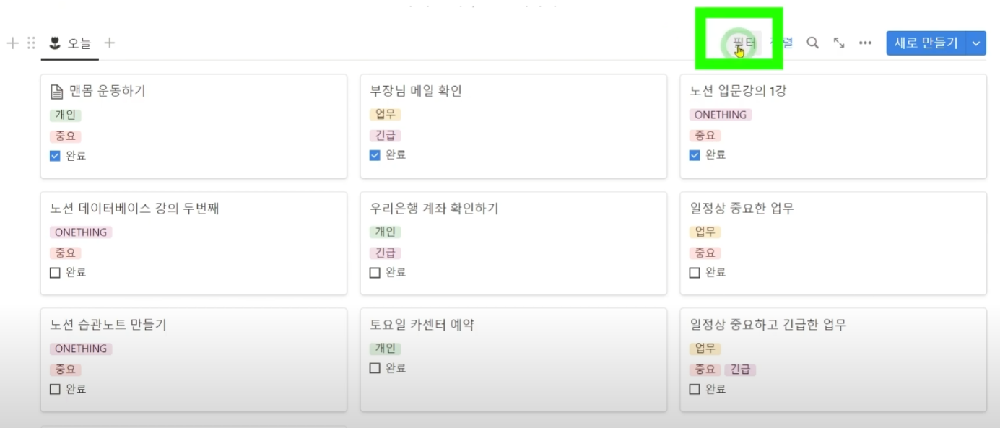 오늘
필터 정렬 새로 만들기
맨몸 운동하기
개인
중요
완료
부장님 메일 확인
업무
긴급
완료
노션 입문강의 1강
ONETHING
중요
완료
노션 데이터베이스 강의 두번째
ONETHING
중요
완료
우리은행 계좌 확인하기
개인
긴급
완료
일정상 중요한 업무
업무
중요
완료
노션 습관노트 만들기
ONETHING
중요
완료
토요일 카센터 예약
개인
완료
일정상 중요하고 긴급한 업무
업무
중요 긴급
완료